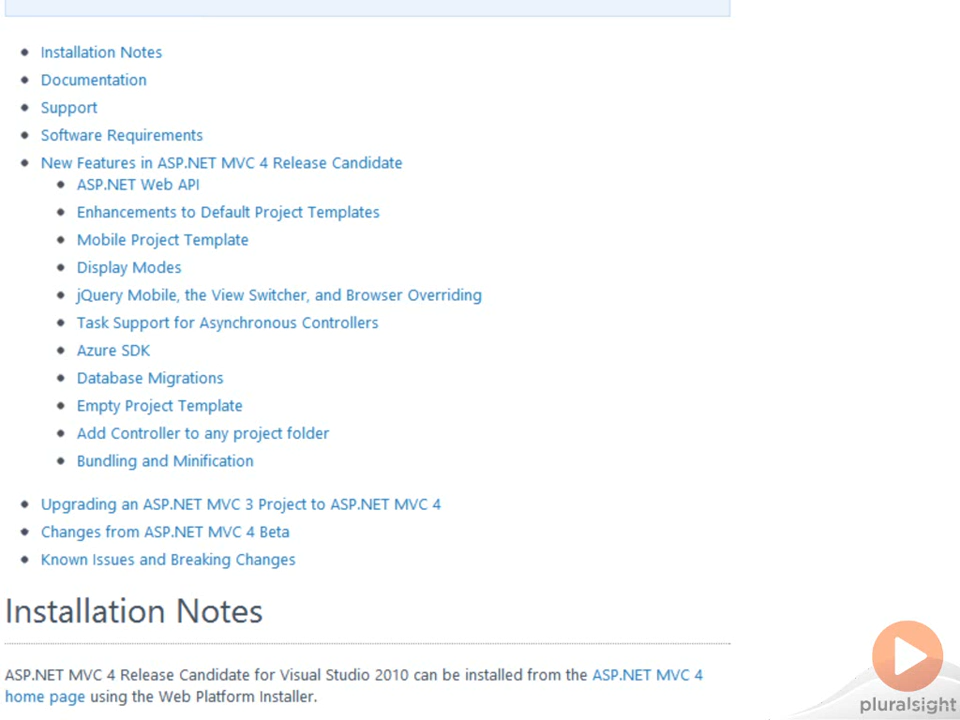 Installation Notes
Documentation
Support
Software Requirements
New Features in ASP.NET MVC 4 Release Candidate
ASP.NET Web API
Enhancements to Default Project Templates
Mobile Project Template
Display Modes
jQuery Mobile, the View Switcher, and Browser Overriding
Task Support for Asynchronous Controllers
Azure SDK
Database Migrations
Empty Project Template
Add Controller to any project folder
Bundling and Minification
Upgrading an ASP.NET MVC 3 Project to ASP.NET MVC 4
Changes from ASP.NET MVC 4 Beta
Known Issues and Breaking Changes
Installation Notes
ASP.NET MVC 4 Release Candidate for Visual Studio 2010 can be installed from the ASP.NET MVC 4
home page using the Web Platform Installer.
pluralsight